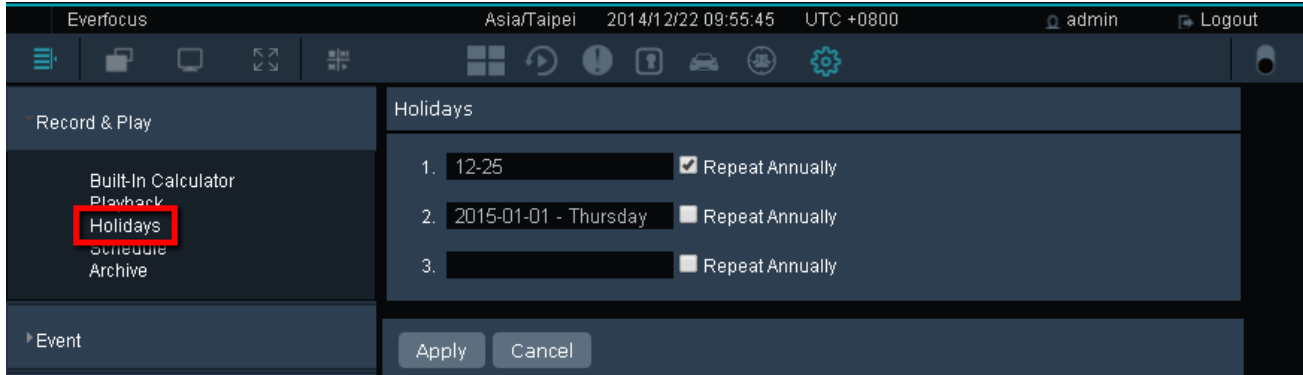 Everfocus Asia/Taipei 2014/12/22 09:55:45 UTC +0800 admin Logout
Record & Play
Built-In Calculator
Playback
Holidays
Schedule
Archive
Event
Holidays
1. 12-25 Repeat Annually
2. 2015-01-01 - Thursday Repeat Annually
3. Repeat Annually
Apply Cancel